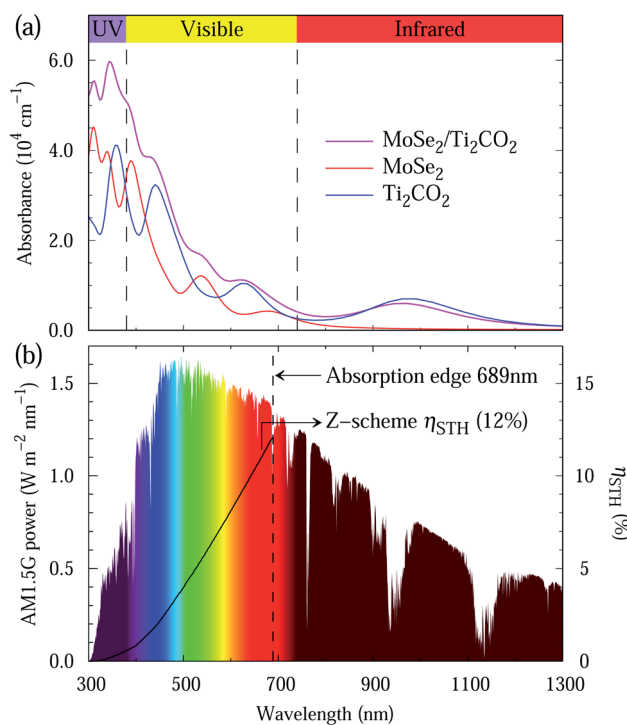 (a)
UV Visible Infrared
6.0
4.0
2.0
0.0
Absorbance (10⁴ cm⁻¹)
MoSe₂/Ti₂CO₂
MoSe₂
Ti₂CO₂
(b)
1.5
1.0
0.5
0.0
AM1.5G power (W m⁻² nm⁻¹)
Absorption edge 689nm
Z−scheme ηSTH (12%)
15
10
5
0
ηSTH (%)
300 500 700 900 1100 1300
Wavelength (nm)